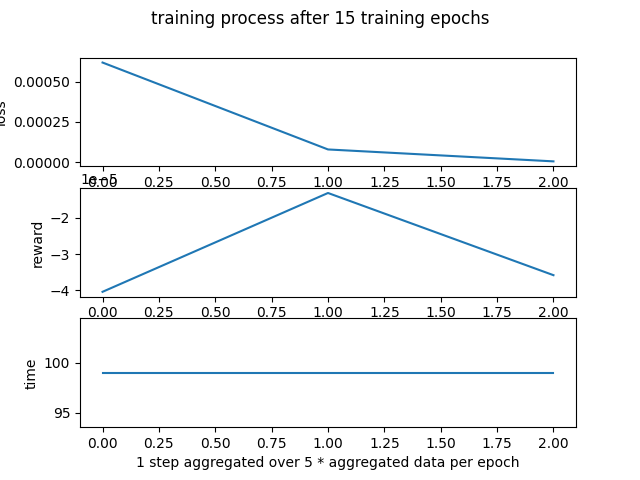 training process after 15 training epochs
0.00050
0.00025
0.00000
loss
0.00 0.25 0.50 0.75 1.00 1.25 1.50 1.75 2.00
1e−5
−2
−3
−4
reward
0.00 0.25 0.50 0.75 1.00 1.25 1.50 1.75 2.00
100
95
time
0.00 0.25 0.50 0.75 1.00 1.25 1.50 1.75 2.00
1 step aggregated over 5 * aggregated data per epoch